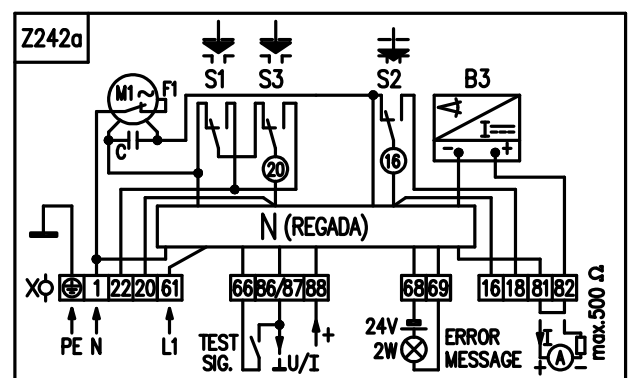 Z242a
S1 S3 S2 B3
M1 ~ F1
C
I
- +
20
16
N (REGADA)
X
1 22 20 61 66 86/87 88 68 69 16 18 81 82
PE N L1
TEST
SIG.
⊥U/I
+
24V
2W
ERROR
MESSAGE
I
A
+ -
max.500 Ω